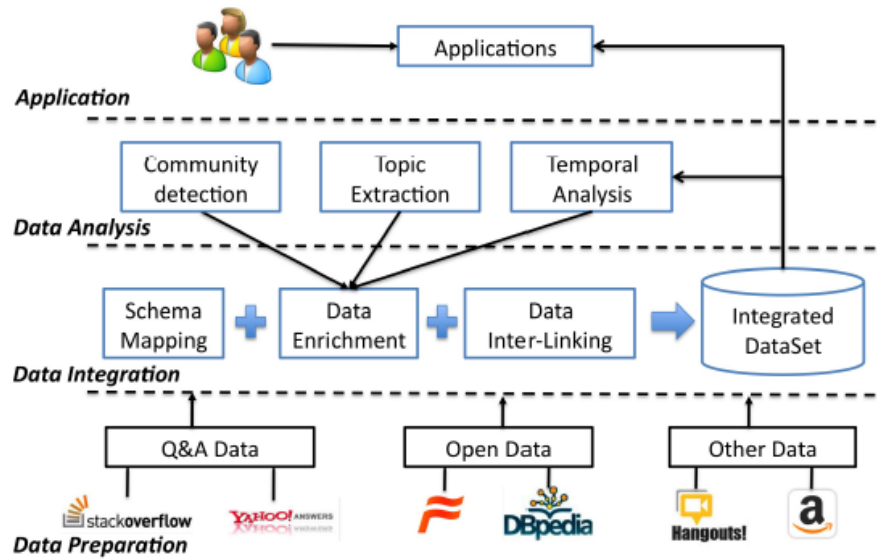 Applications
Application
Community
detection
Topic
Extraction
Temporal
Analysis
Data Analysis
Schema
Mapping
Data
Enrichment
Data
Inter-Linking
Integrated
DataSet
Data Integration
Q&A Data
Open Data
Other Data
stackoverflow
YAHOO! ANSWERS
DBpedia
Hangouts!
a
Data Preparation